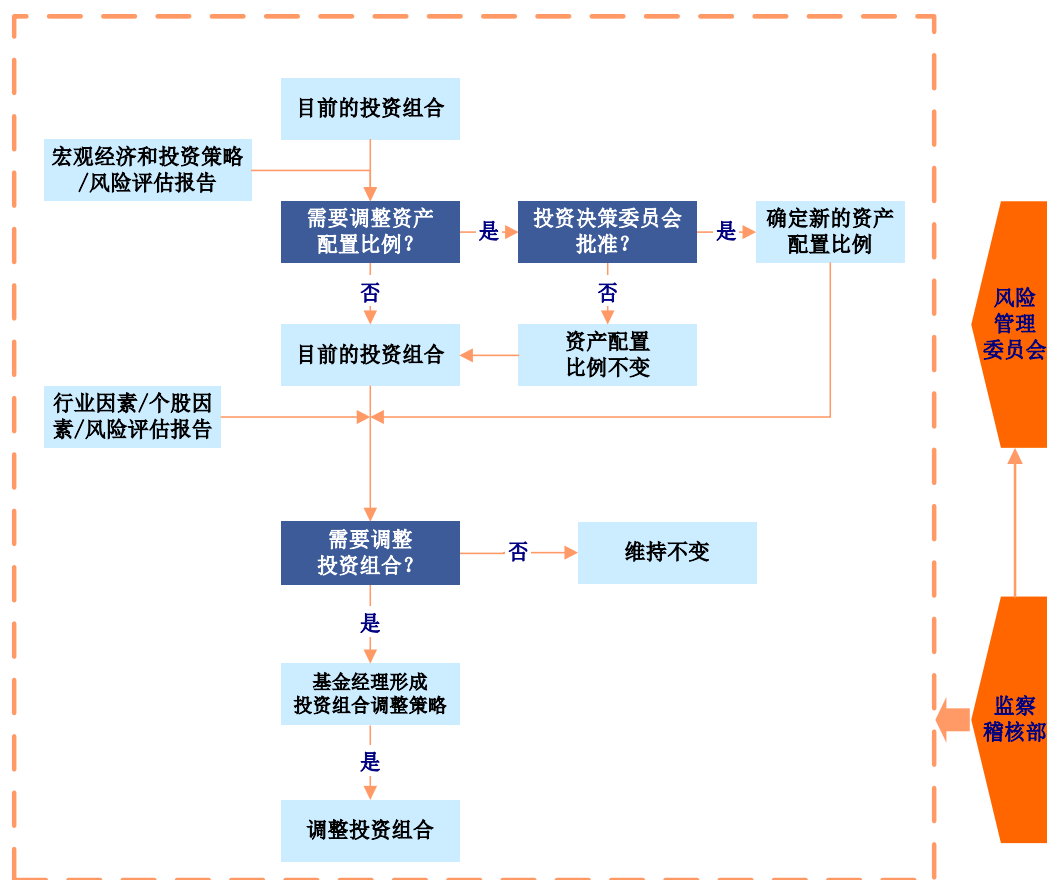 目前的投资组合
宏观经济和投资策略
/风险评估报告
需要调整资产
配置比例？
是
投资决策委员会
批准？
是
确定新的资产
配置比例
否
否
目前的投资组合
资产配置
比例不变
行业因素/个股因
素/风险评估报告
需要调整
投资组合？
否
维持不变
是
基金经理形成
投资组合调整策略
是
调整投资组合
风险
管理
委员会
监察
稽核部